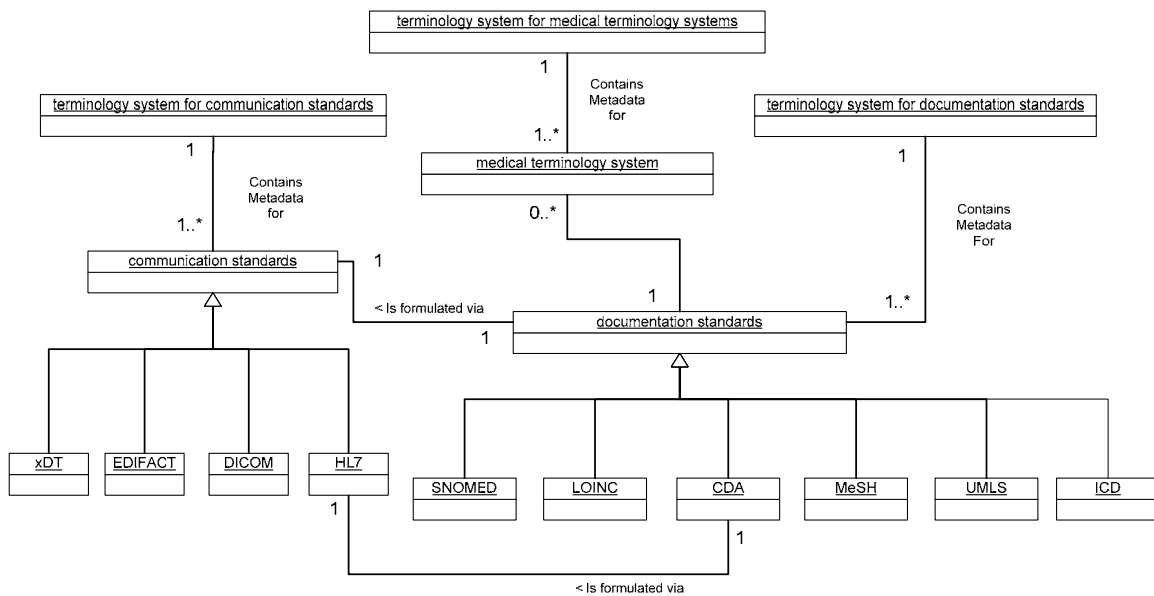 terminology system for medical terminology systems
1
Contains
Metadata
for
1..*
terminology system for communication standards
1
Contains
Metadata
for
1..*
terminology system for documentation standards
1
Contains
Metadata
For
1..*
medical terminology system
0..*
1
communication standards
1
< Is formulated via
1
documentation standards
xDT
EDIFACT
DICOM
HL7
1
SNOMED
LOINC
CDA
MeSH
UMLS
ICD
1
< Is formulated via